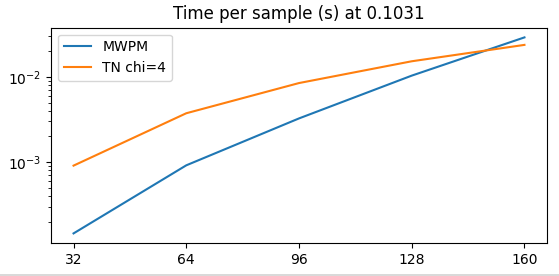 Time per sample (s) at 0.1031
MWPM
TN chi=4
10⁻²
10⁻³
32 64 96 128 160